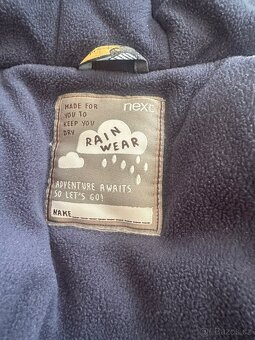 next
MADE FOR
YOU TO
KEEP YOU
DRY
RAIN
WEAR
ADVENTURE AWAITS
SO LET'S GO!
NAME